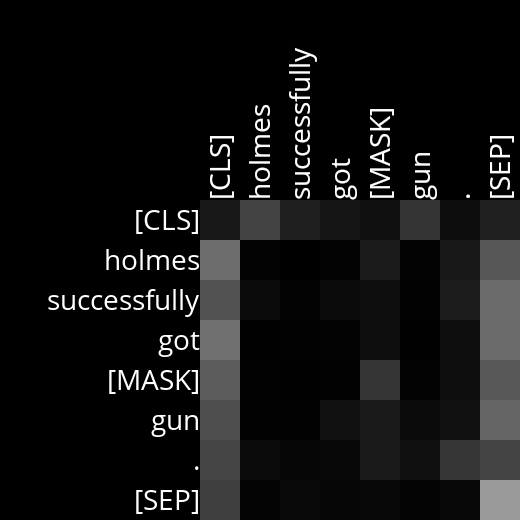 [CLS]
holmes
successfully
got
[MASK]
gun
.
[SEP]
[CLS]
holmes
successfully
got
[MASK]
gun
.
[SEP]